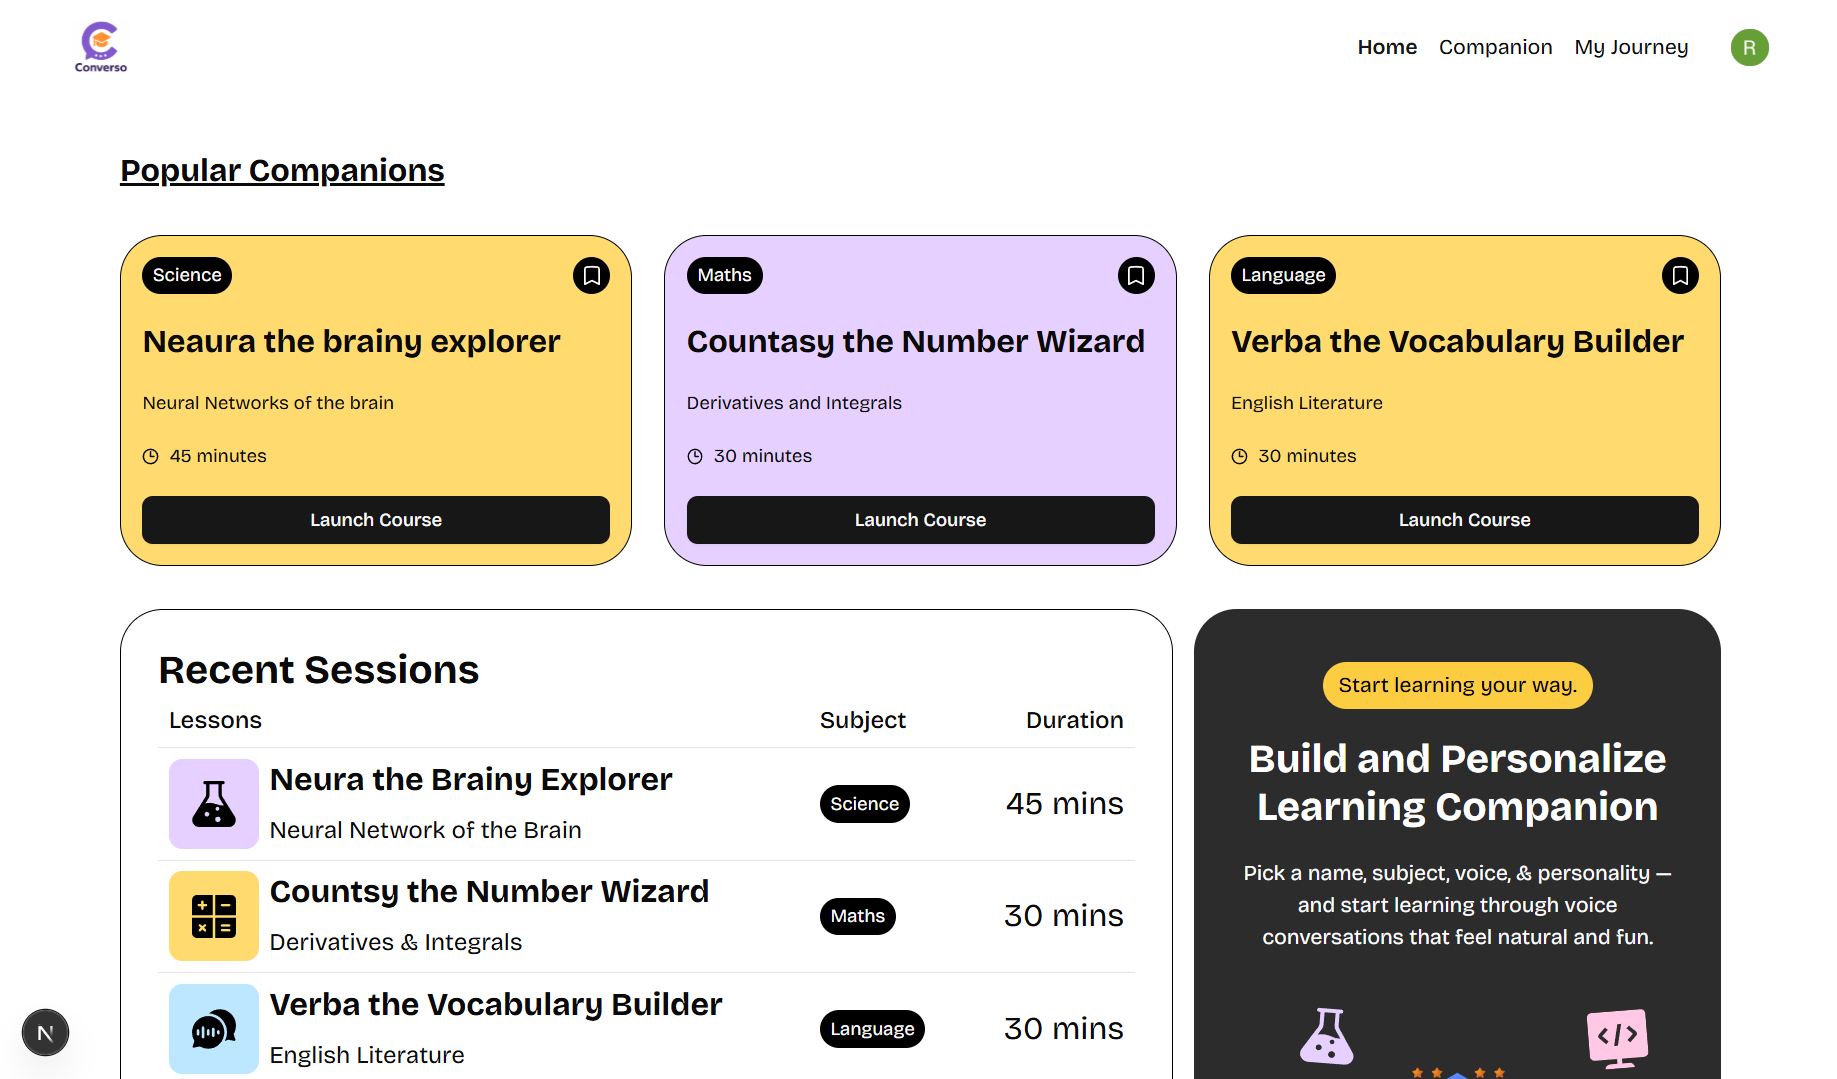 Converso
Home Companion My Journey R
Popular Companions
Science
Neaura the brainy explorer
Neural Networks of the brain
45 minutes
Launch Course
Maths
Countasy the Number Wizard
Derivatives and Integrals
30 minutes
Launch Course
Language
Verba the Vocabulary Builder
English Literature
30 minutes
Launch Course
Recent Sessions
Lessons Subject Duration
Neura the Brainy Explorer
Neural Network of the Brain
Science
45 mins
Countsy the Number Wizard
Derivatives & Integrals
Maths
30 mins
Verba the Vocabulary Builder
English Literature
Language
30 mins
Start learning your way.
Build and Personalize
Learning Companion
Pick a name, subject, voice, & personality —
and start learning through voice
conversations that feel natural and fun.
</>
N